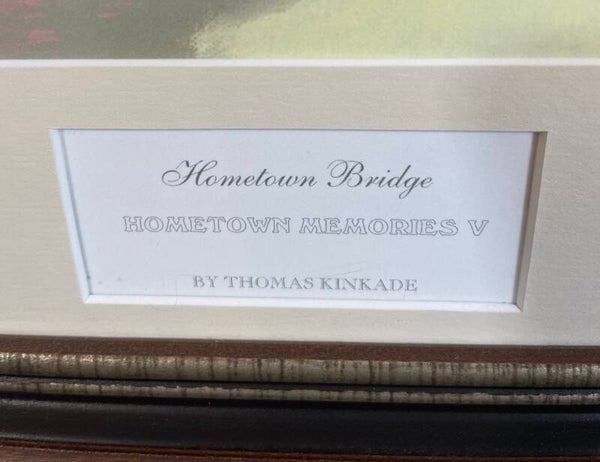 Hometown Bridge
HOMETOWN MEMORIES V
BY THOMAS KINKADE